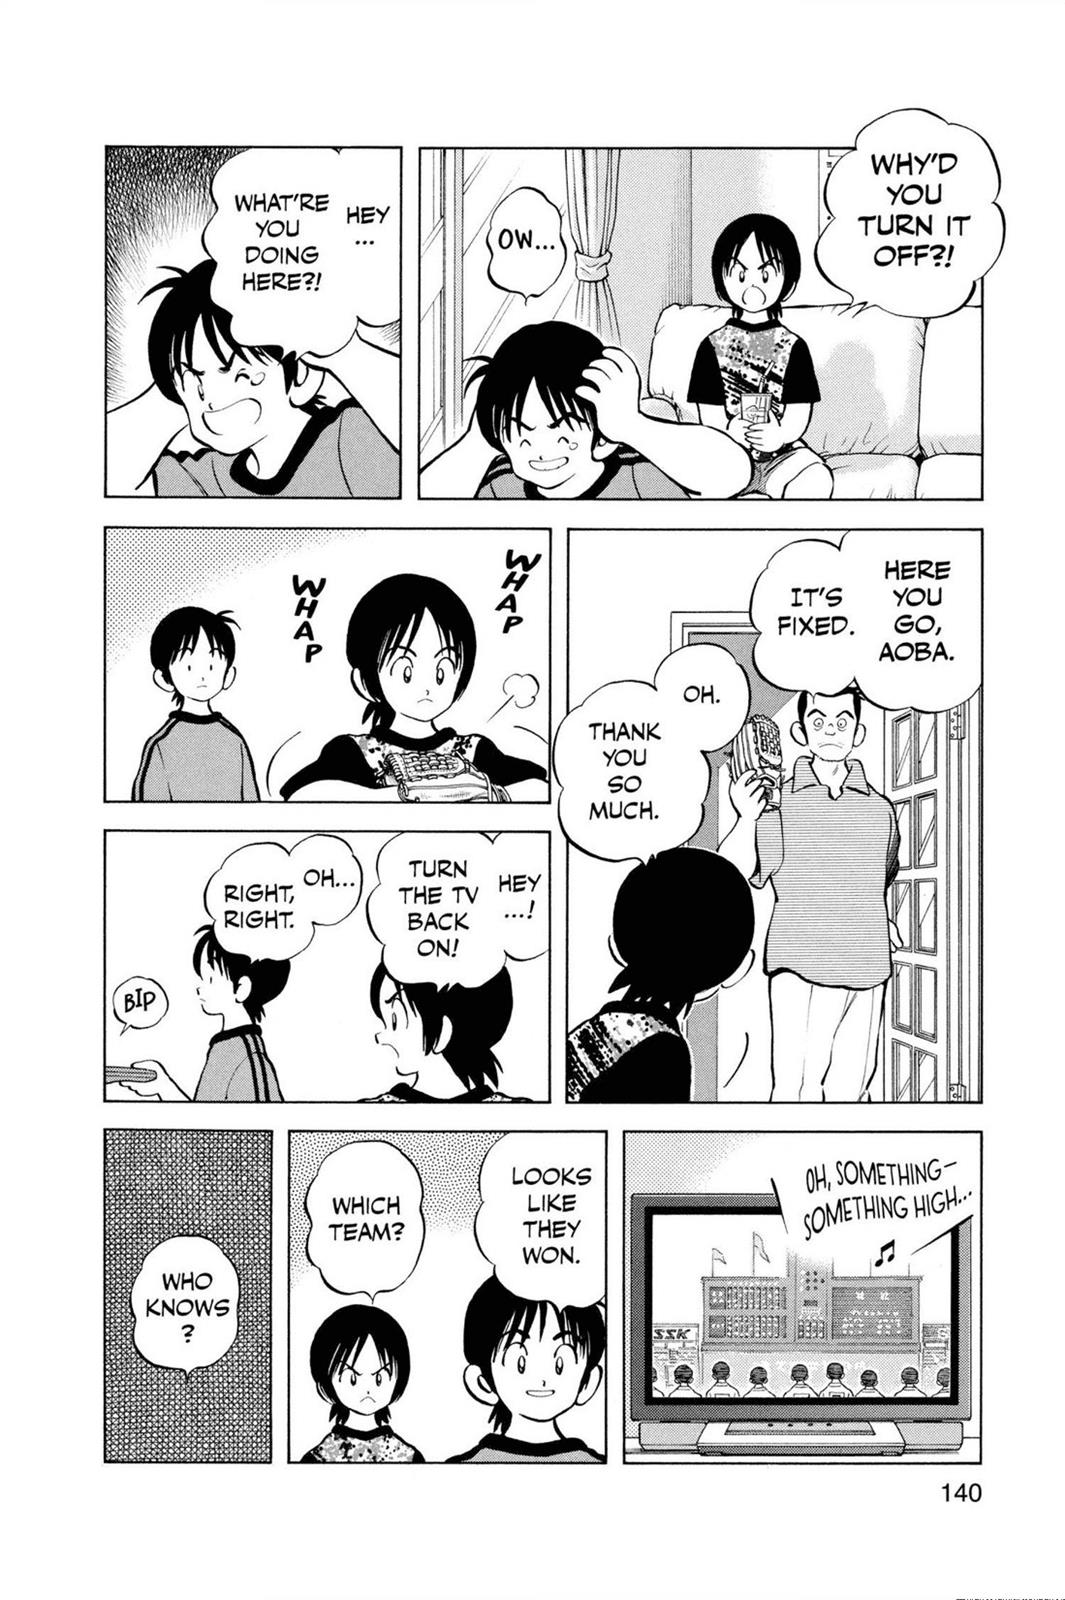 WHY'D
YOU
TURN IT
OFF?!
OW...
HEY
...
WHAT'RE
YOU
DOING
HERE?!
HERE
YOU
GO,
AOBA.
IT'S
FIXED.
OH.
THANK
YOU
SO
MUCH.
WHAP
WHAP
HEY
...!
TURN
THE TV
BACK
ON!
OH...
RIGHT,
RIGHT.
BIP
OH, SOMETHING–
SOMETHING HIGH...
SSK
LOOKS
LIKE
THEY
WON.
WHICH
TEAM?
WHO
KNOWS
?
140